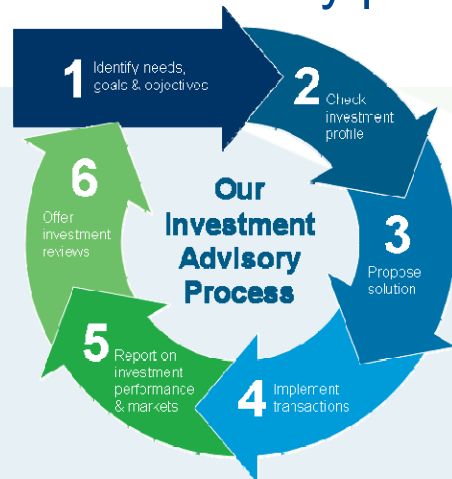 1 Identify needs,
goals & objectives
2 Check
investment
profile
3
Propose
solution
4 Implement
transactions
5 Report on
investment
performance
& markets
6
Offer
investment
reviews
Our
Investment
Advisory
Process